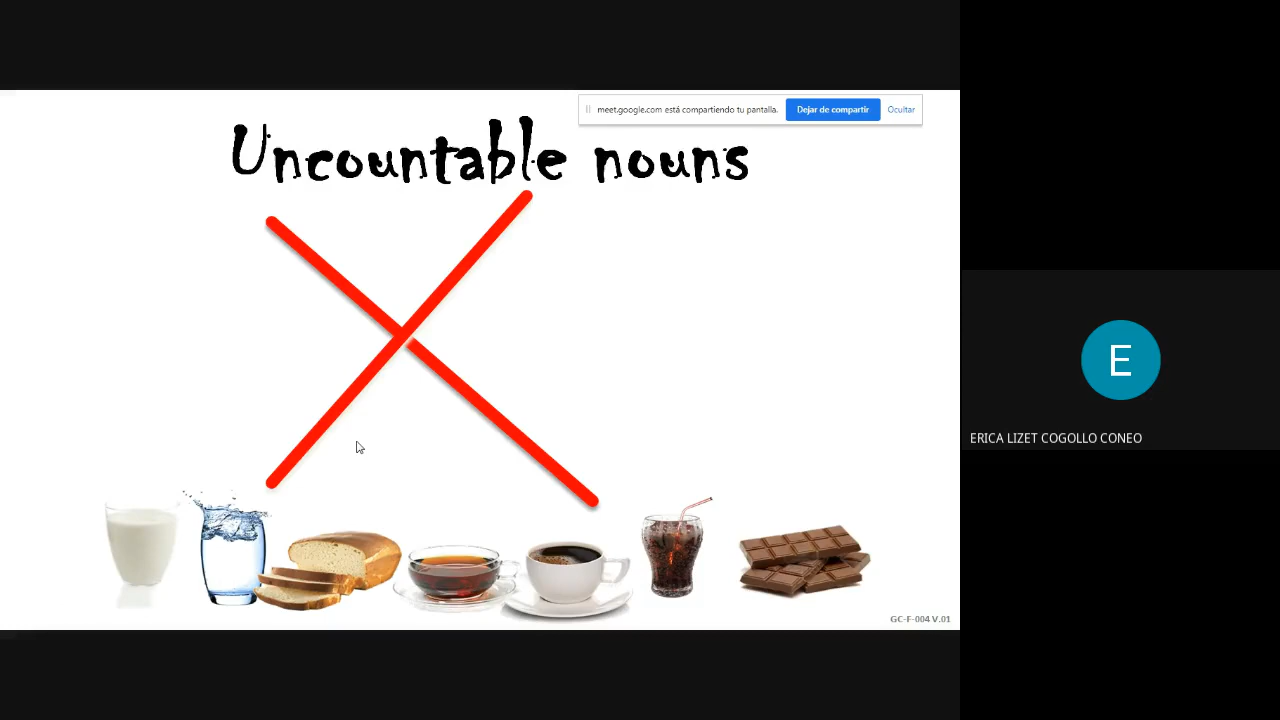 meet.google.com está compartiendo tu pantalla. Dejar de compartir Ocultar
Uncountable nouns
E
ERICA LIZET COGOLLO CONEO
GC-F-004 V.01